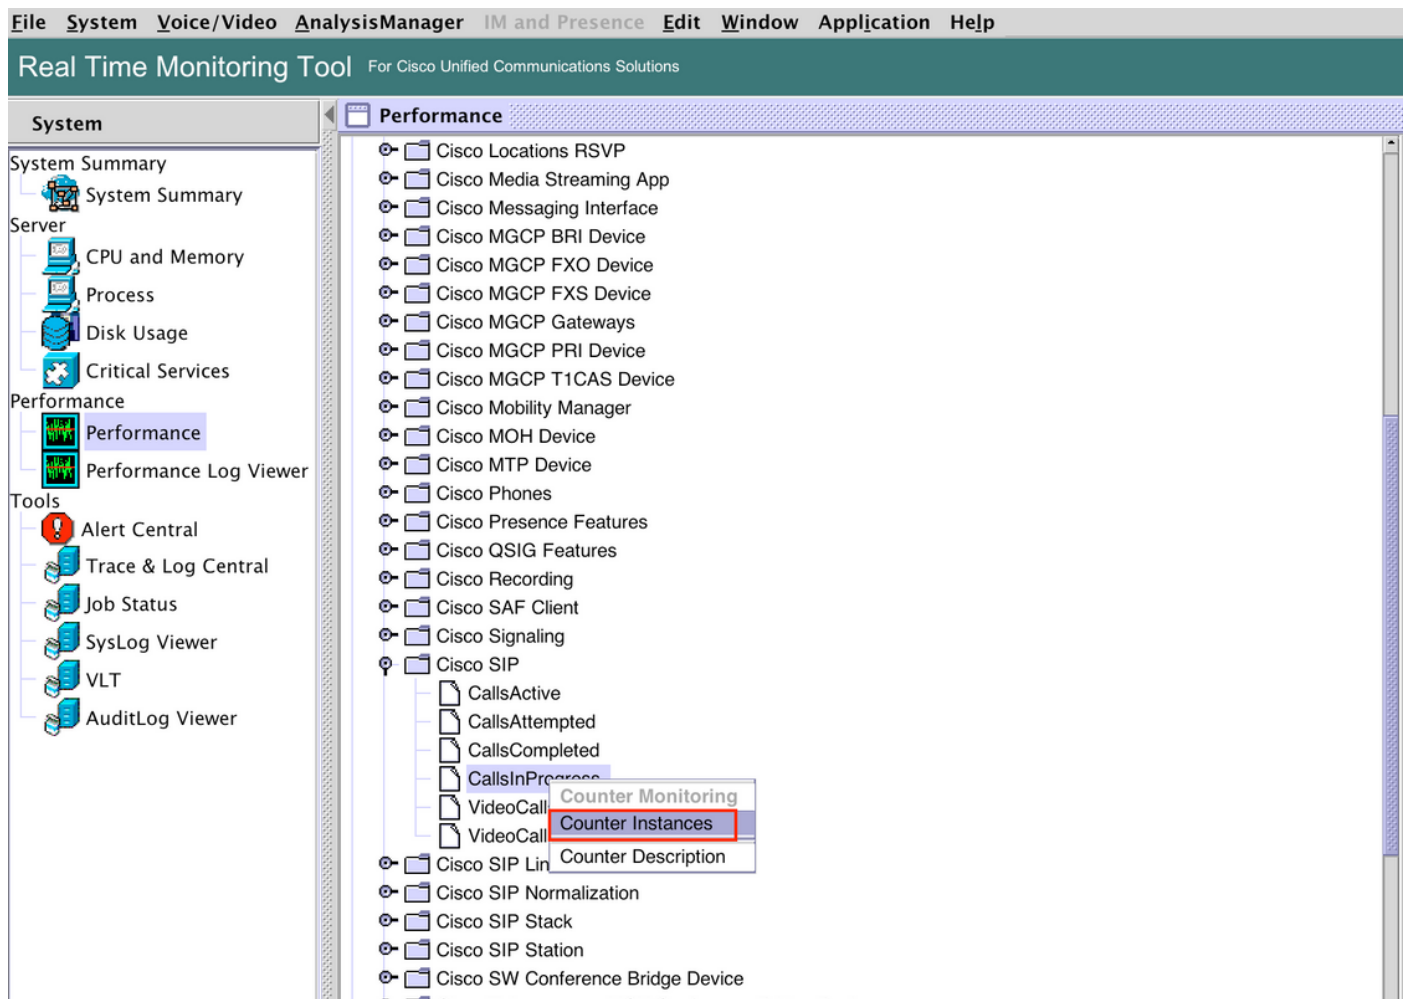 File System Voice/Video AnalysisManager IM and Presence Edit Window Application Help
Real Time Monitoring Tool For Cisco Unified Communications Solutions
System
System Summary
System Summary
Server
CPU and Memory
Process
Disk Usage
Critical Services
Performance
Performance
Performance Log Viewer
Tools
Alert Central
Trace & Log Central
Job Status
SysLog Viewer
VLT
AuditLog Viewer
Performance
Cisco Locations RSVP
Cisco Media Streaming App
Cisco Messaging Interface
Cisco MGCP BRI Device
Cisco MGCP FXO Device
Cisco MGCP FXS Device
Cisco MGCP Gateways
Cisco MGCP PRI Device
Cisco MGCP T1CAS Device
Cisco Mobility Manager
Cisco MOH Device
Cisco MTP Device
Cisco Phones
Cisco Presence Features
Cisco QSIG Features
Cisco Recording
Cisco SAF Client
Cisco Signaling
Cisco SIP
CallsActive
CallsAttempted
CallsCompleted
CallsInProgress
VideoCall
VideoCall
Counter Monitoring
Counter Instances
Counter Description
Cisco SIP Lin
Cisco SIP Normalization
Cisco SIP Stack
Cisco SIP Station
Cisco SW Conference Bridge Device